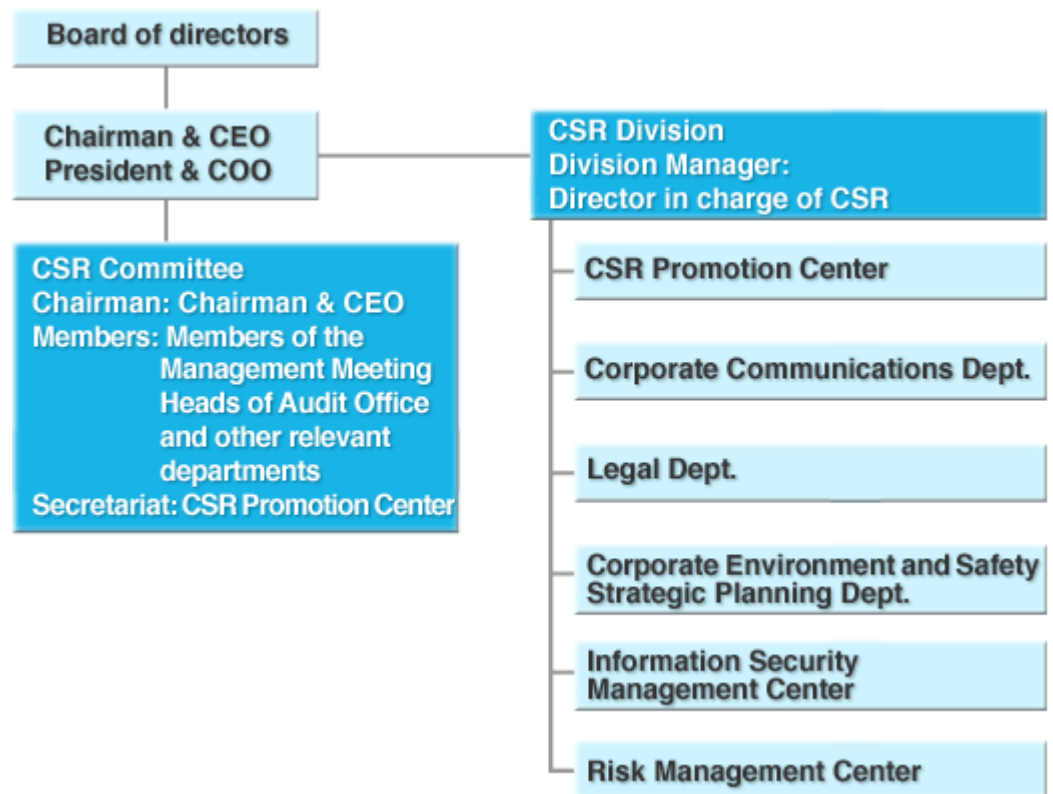 Board of directors
Chairman & CEO
President & COO
CSR Division
Division Manager:
Director in charge of CSR
CSR Committee
Chairman: Chairman & CEO
Members: Members of the
Management Meeting
Heads of Audit Office
and other relevant
departments
Secretariat: CSR Promotion Center
CSR Promotion Center
Corporate Communications Dept.
Legal Dept.
Corporate Environment and Safety
Strategic Planning Dept.
Information Security
Management Center
Risk Management Center